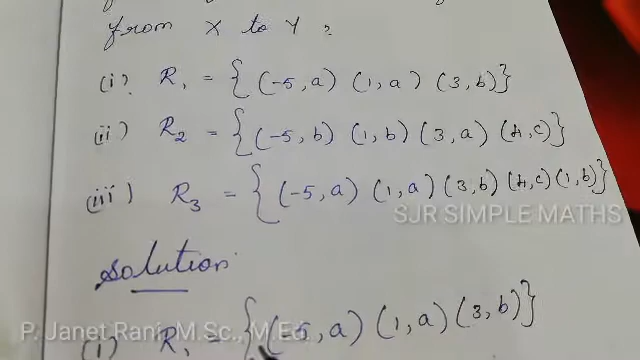 from X to Y ?
(i) R₁ = {(-5, a) (1, a) (3, b)}
(ii) R₂ = {(-5, b) (1, b) (3, a) (4, c)}
(iii) R₃ = {(-5, a) (1, a) (3, b) (4, c) (1, b)}
SJR SIMPLE MATHS
Solution:
(i) R₁ = {(-5, a) (1, a) (3, b)}
P. Janet Rani, M.Sc., M.Ed.